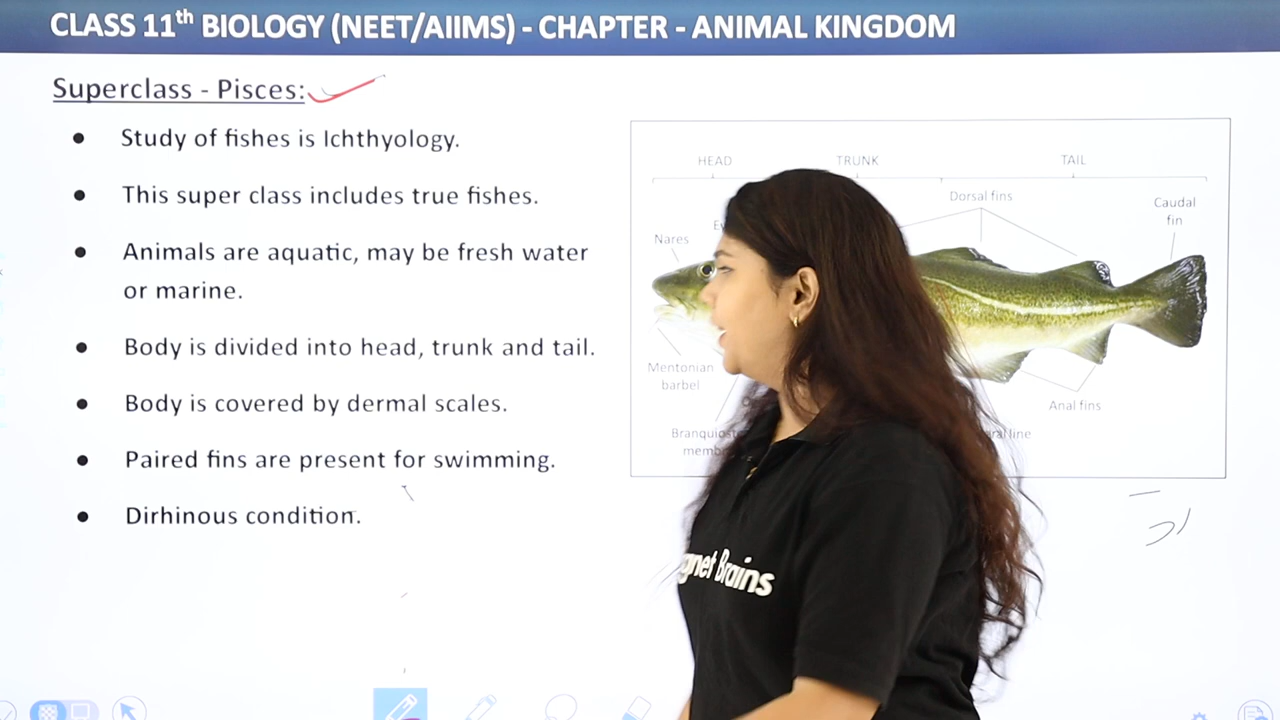 CLASS 11th BIOLOGY (NEET/AIIMS) - CHAPTER - ANIMAL KINGDOM
Superclass - Pisces:
• Study of fishes is Ichthyology.
• This super class includes true fishes.
• Animals are aquatic, may be fresh water
or marine.
• Body is divided into head, trunk and tail.
• Body is covered by dermal scales.
• Paired fins are present for swimming.
• Dirhinous condition.
HEAD TRUNK TAIL
Dorsal fins
Caudal
fin
Nares
Mentonian
barbel
Anal fins
line
Brains